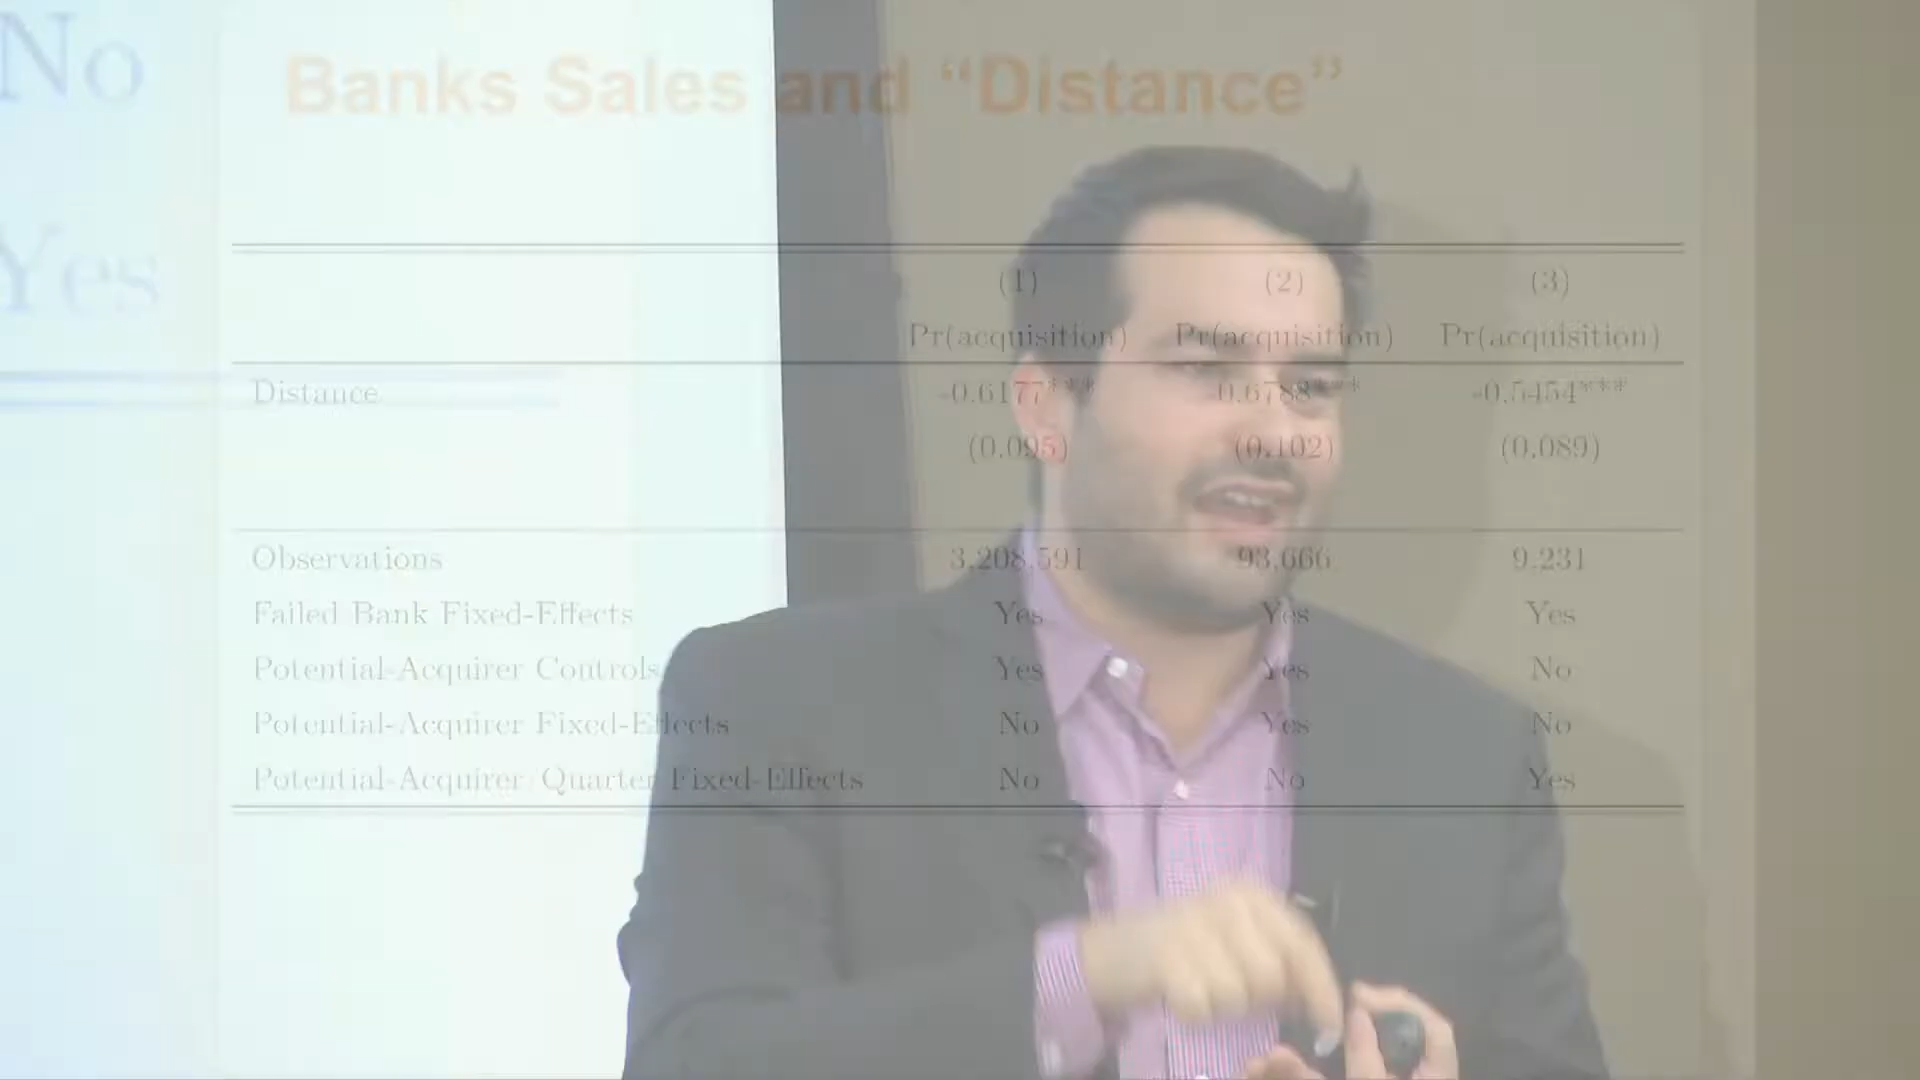 No
Yes
Banks Sales and “Distance”
(1) (2) (3)
Pr(acquisition) Pr(acquisition) Pr(acquisition)
Distance -0.6177*** -0.6788*** -0.5454***
(0.095) (0.102) (0.089)
Observations 3,208,591 93,666 9,231
Failed Bank Fixed-Effects Yes Yes Yes
Potential-Acquirer Controls Yes Yes No
Potential-Acquirer Fixed-Effects No Yes No
Potential-Acquirer Quarter Fixed-Effects No No Yes